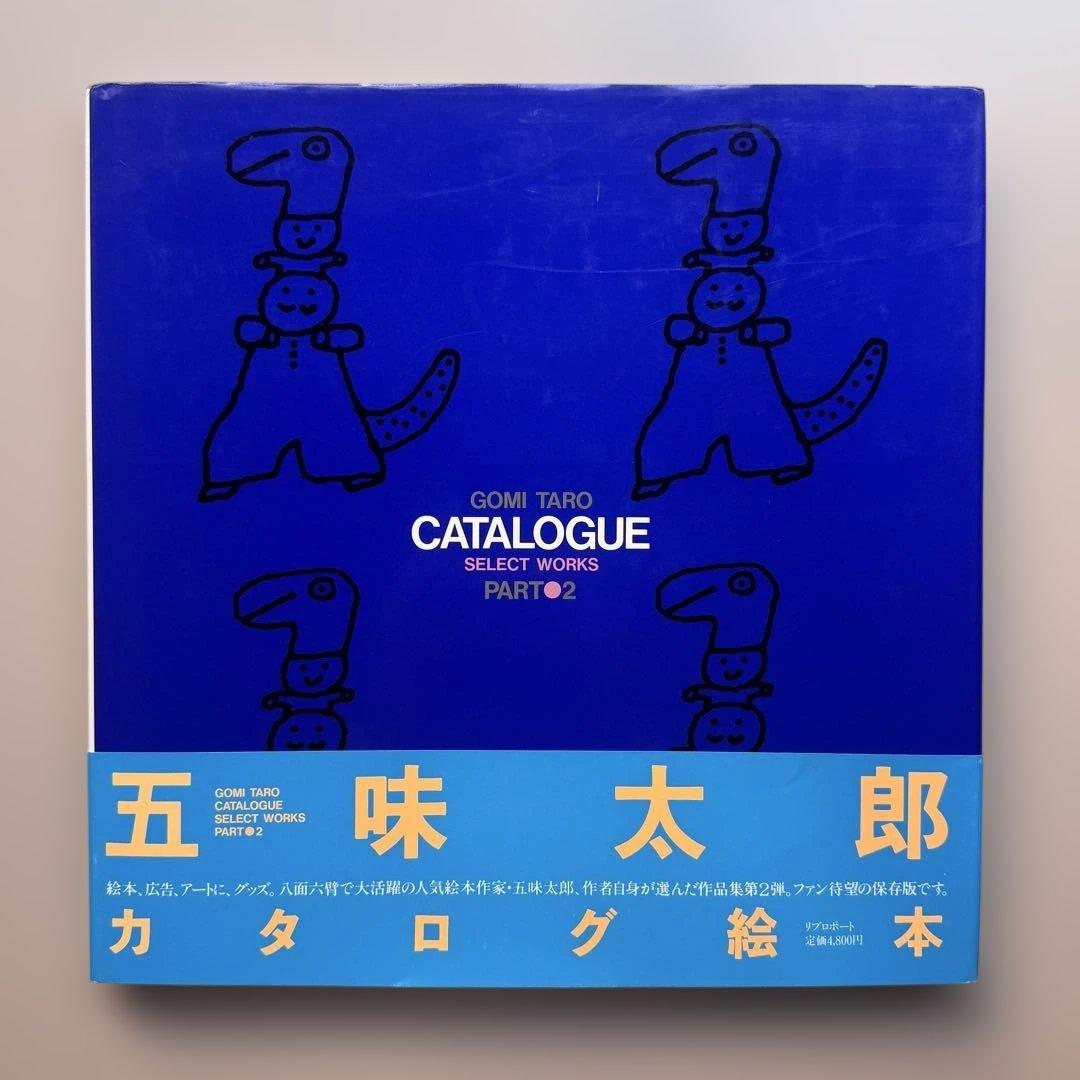 GOMI TARO
CATALOGUE
SELECT WORKS
PART●2
五味太郎
GOMI TARO
CATALOGUE
SELECT WORKS
PART●2
絵本、広告、アートに、グッズ。八面六臂で大活躍の人気絵本作家・五味太郎、作者自身が選んだ作品集第2弾。ファン待望の保存版です。
カタログ絵本
リブロポート
定価4,800円